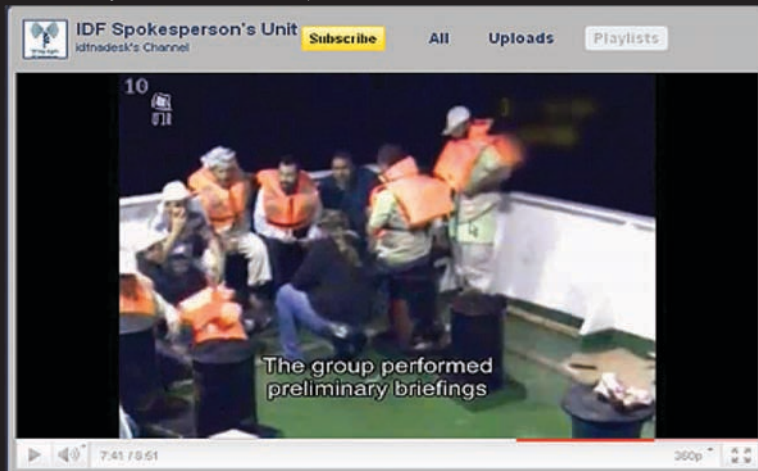 IDF Spokesperson's Unit
idfnadesk's Channel
Subscribe
All
Uploads
Playlists
10
The group performed
preliminary briefings
7:41 / 8:51
360p